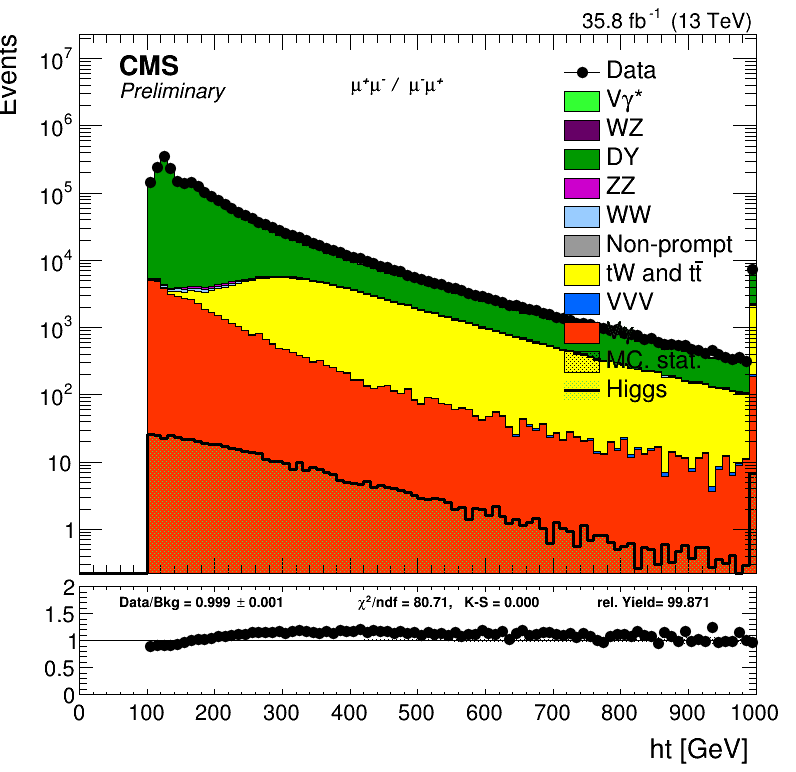 35.8 fb⁻¹ (13 TeV)
Events
CMS
Preliminary
μ⁺μ⁻ / μ⁻μ⁺
Data
Vγ*
WZ
DY
ZZ
WW
Non-prompt
tW and tt̄
VVV
Vγ
MC. stat.
Higgs
10⁷
10⁶
10⁵
10⁴
10³
10²
10
1
Data/Bkg = 0.999 ± 0.001 χ²/ndf = 80.71, K-S = 0.000 rel. Yield= 99.871
2
1.5
1
0.5
0
0 100 200 300 400 500 600 700 800 900 1000
ht [GeV]